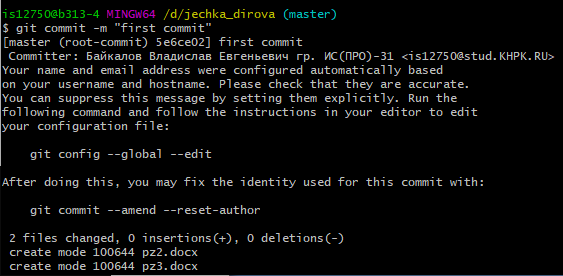 is12750@b313-4 MINGW64 /d/jechka_dirova (master)
$ git commit -m "first commit"
[master (root-commit) 5e6ce02] first commit
 Committer: Байкалов Владислав Евгеньевич гр. ИС(ПРО)-31 <is12750@stud.KHPK.RU>
Your name and email address were configured automatically based
on your username and hostname. Please check that they are accurate.
You can suppress this message by setting them explicitly. Run the
following command and follow the instructions in your editor to edit
your configuration file:
    git config --global --edit
After doing this, you may fix the identity used for this commit with:
    git commit --amend --reset-author
 2 files changed, 0 insertions(+), 0 deletions(-)
 create mode 100644 pz2.docx
 create mode 100644 pz3.docx